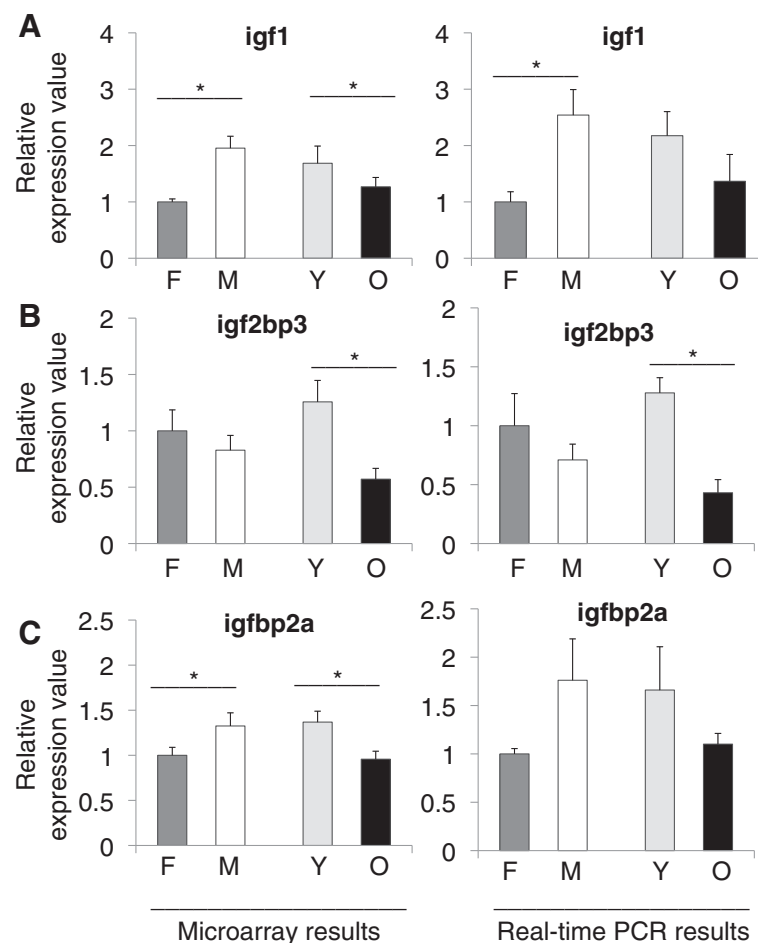 A
igf1
igf1
Relative
expression value
4
3
2
1
0
*
*
F M Y O
4
3
2
1
0
*
F M Y O
B
igf2bp3
igf2bp3
Relative
expression value
2
1.5
1
0.5
0
*
F M Y O
2
1.5
1
0.5
0
*
F M Y O
C
igfbp2a
igfbp2a
Relative
expression value
2.5
2
1.5
1
0.5
0
*
*
F M Y O
2.5
2
1.5
1
0.5
0
F M Y O
Microarray results
Real-time PCR results